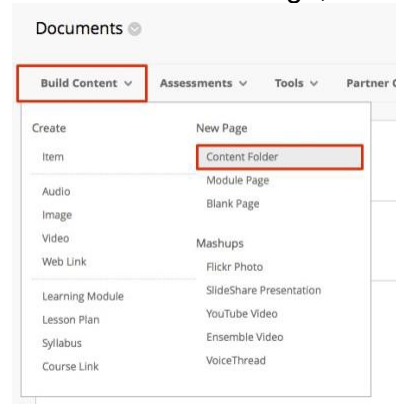 Documents
Build Content Assessments Tools Partner
Create
Item
Audio
Image
Video
Web Link
Learning Module
Lesson Plan
Syllabus
Course Link
New Page
Content Folder
Module Page
Blank Page
Mashups
Flickr Photo
SlideShare Presentation
YouTube Video
Ensemble Video
VoiceThread